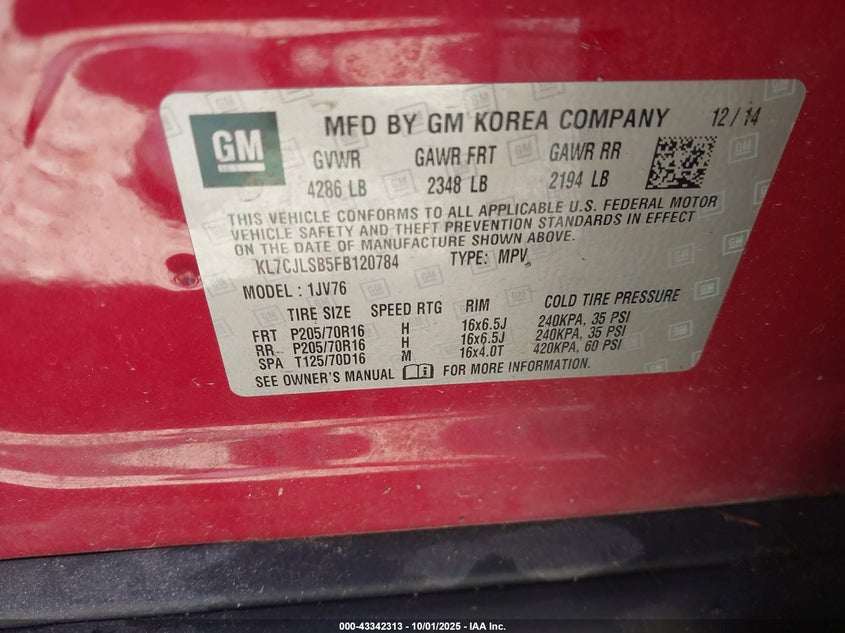 GM
MFD BY GM KOREA COMPANY 12/14
GVWR GAWR FRT GAWR RR
4286 LB 2348 LB 2194 LB
THIS VEHICLE CONFORMS TO ALL APPLICABLE U.S. FEDERAL MOTOR
VEHICLE SAFETY AND THEFT PREVENTION STANDARDS IN EFFECT
ON THE DATE OF MANUFACTURE SHOWN ABOVE.
KL7CJLSB5FB120784 TYPE: MPV
MODEL : 1JV76
TIRE SIZE SPEED RTG RIM COLD TIRE PRESSURE
FRT P205/70R16 H 16x6.5J 240KPA, 35 PSI
RR P205/70R16 H 16x6.5J 240KPA, 35 PSI
SPA T125/70D16 M 16x4.0T 420KPA, 60 PSI
SEE OWNER'S MANUAL FOR MORE INFORMATION.
000-43342313 - 10/01/2025 - IAA Inc.